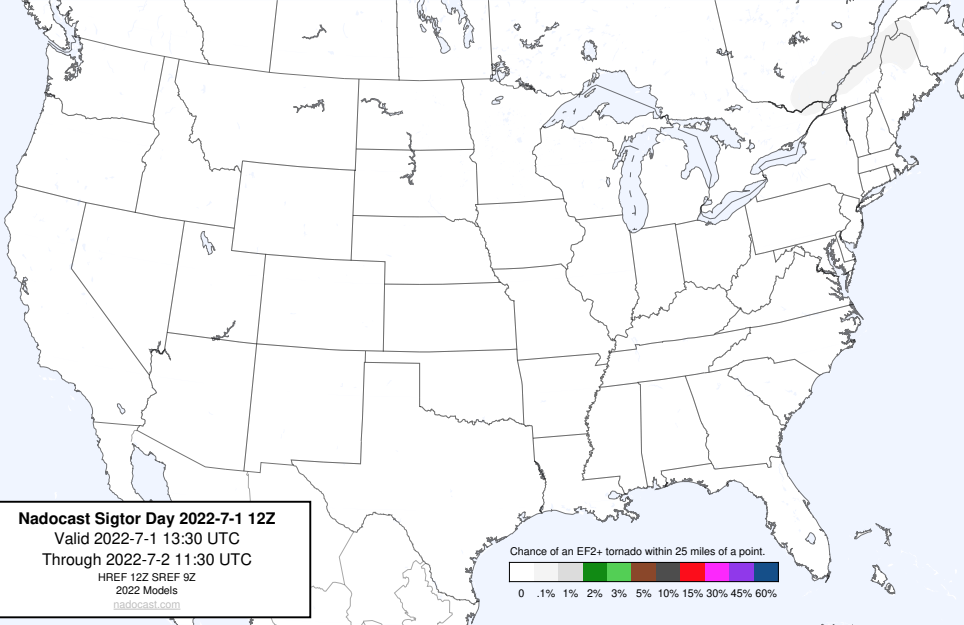 Nadocast Sigtor Day 2022-7-1 12Z
Valid 2022-7-1 13:30 UTC
Through 2022-7-2 11:30 UTC
HREF 12Z SREF 9Z
2022 Models
nadocast.com
Chance of an EF2+ tornado within 25 miles of a point.
0 .1% 1% 2% 3% 5% 10% 15% 30% 45% 60%